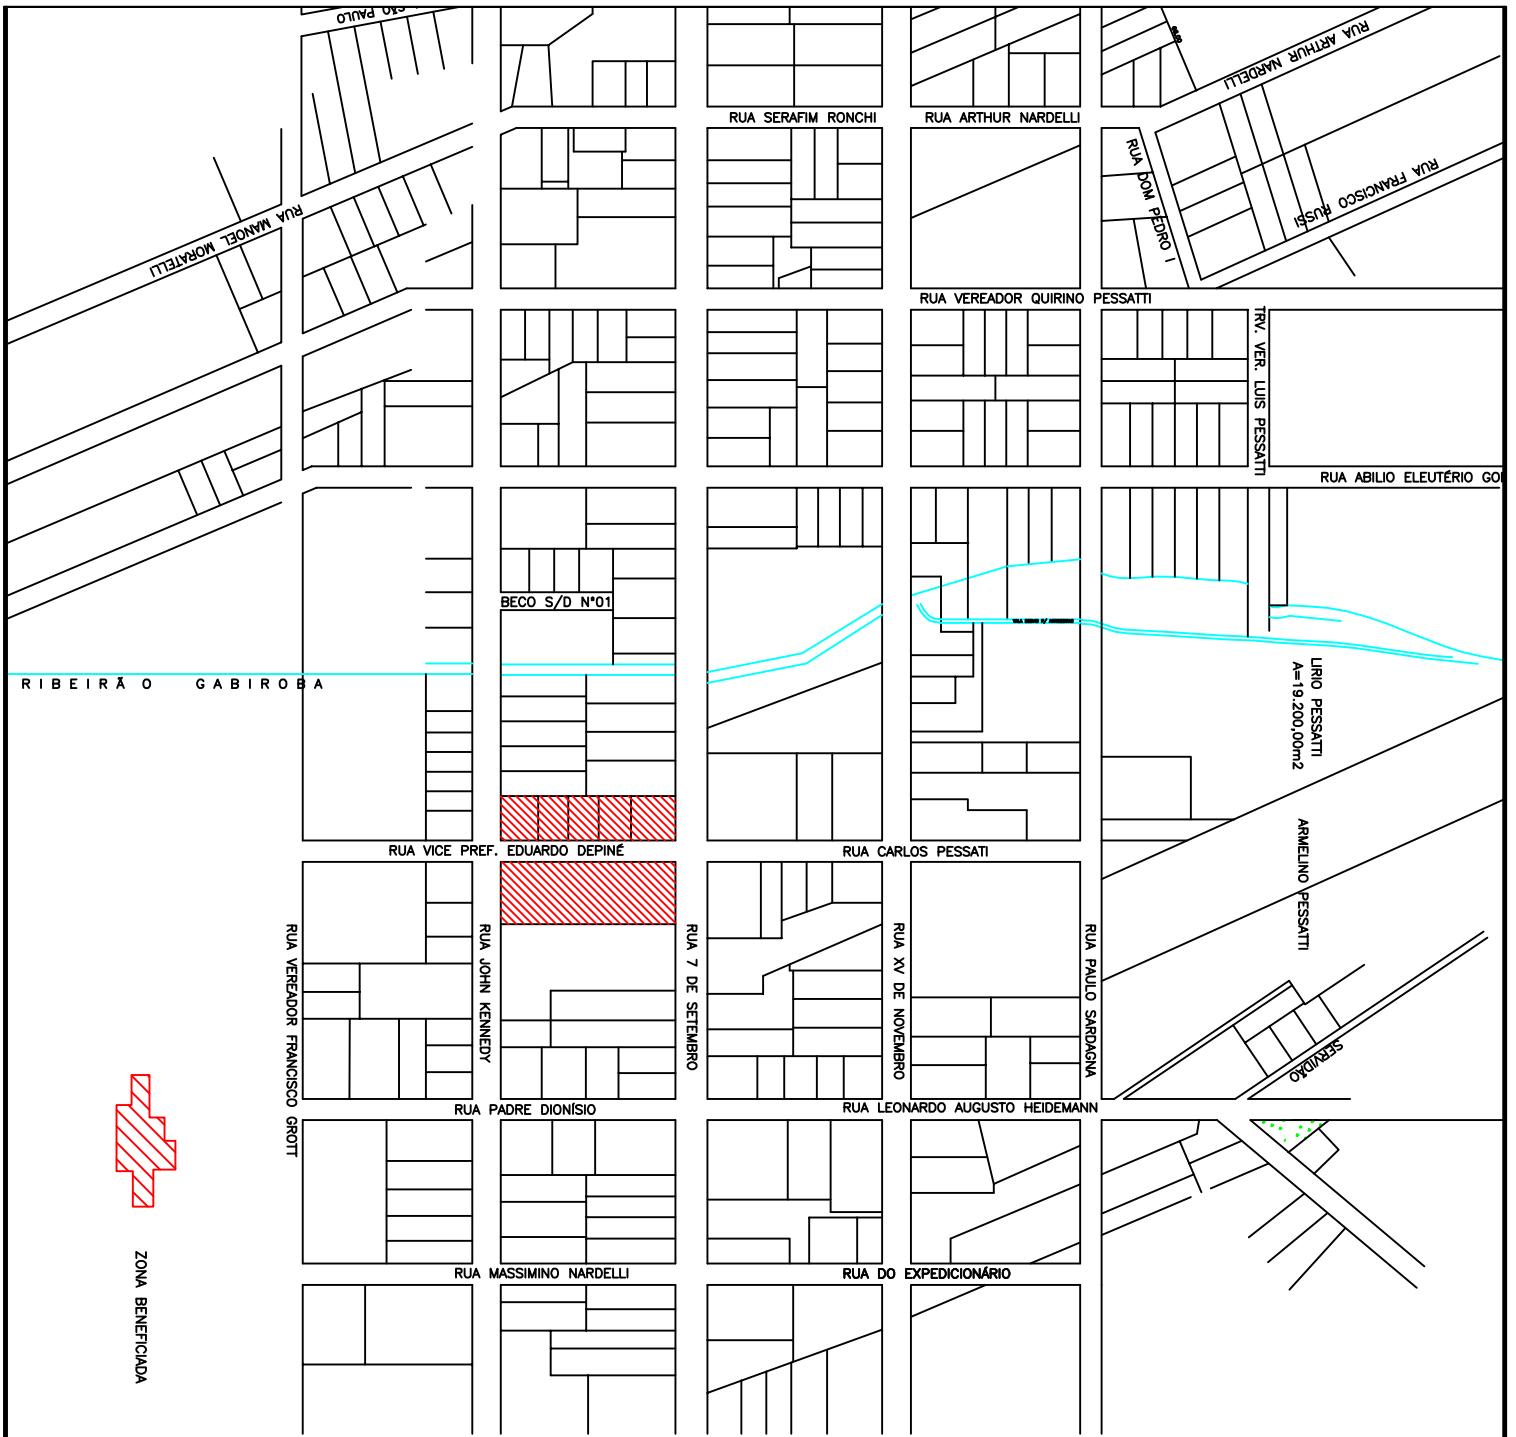 SÃO PAULO
RUA ARTHUR NARDELLI
RUA SERAFIM RONCHI
RUA ARTHUR NARDELLI
RUA DOM PEDRO I
RUA FRANCISCO RUSSI
RUA MANOEL MORATELLI
RUA VEREADOR QUIRINO PESSATTI
TRV. VER. LUIS PESSATTI
RUA ABILIO ELEUTÉRIO
BECO S/D N°01
RIBEIRÃO GABIROBA
LIRIO PESSATTI
A=19.200,00m2
ARMELINO PESSATTI
RUA VICE PREF. EDUARDO DEPINÉ
RUA CARLOS PESSATI
RUA VEREADOR FRANCISCO GROTT
RUA JOHN KENNEDY
RUA 7 DE SETEMBRO
RUA XV DE NOVEMBRO
RUA PAULO SARDAGNA
SERVIDÃO
RUA PADRE DIONÍSIO
RUA LEONARDO AUGUSTO HEIDEMANN
ZONA BENEFICIADA
RUA MASSIMINO NARDELLI
RUA DO EXPEDICIONÁRIO